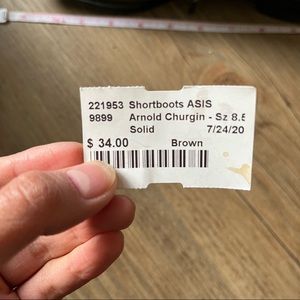 221953 Shortboots ASIS
9899 Arnold Churgin - Sz 8.5
Solid 7/24/20
$ 34.00 Brown